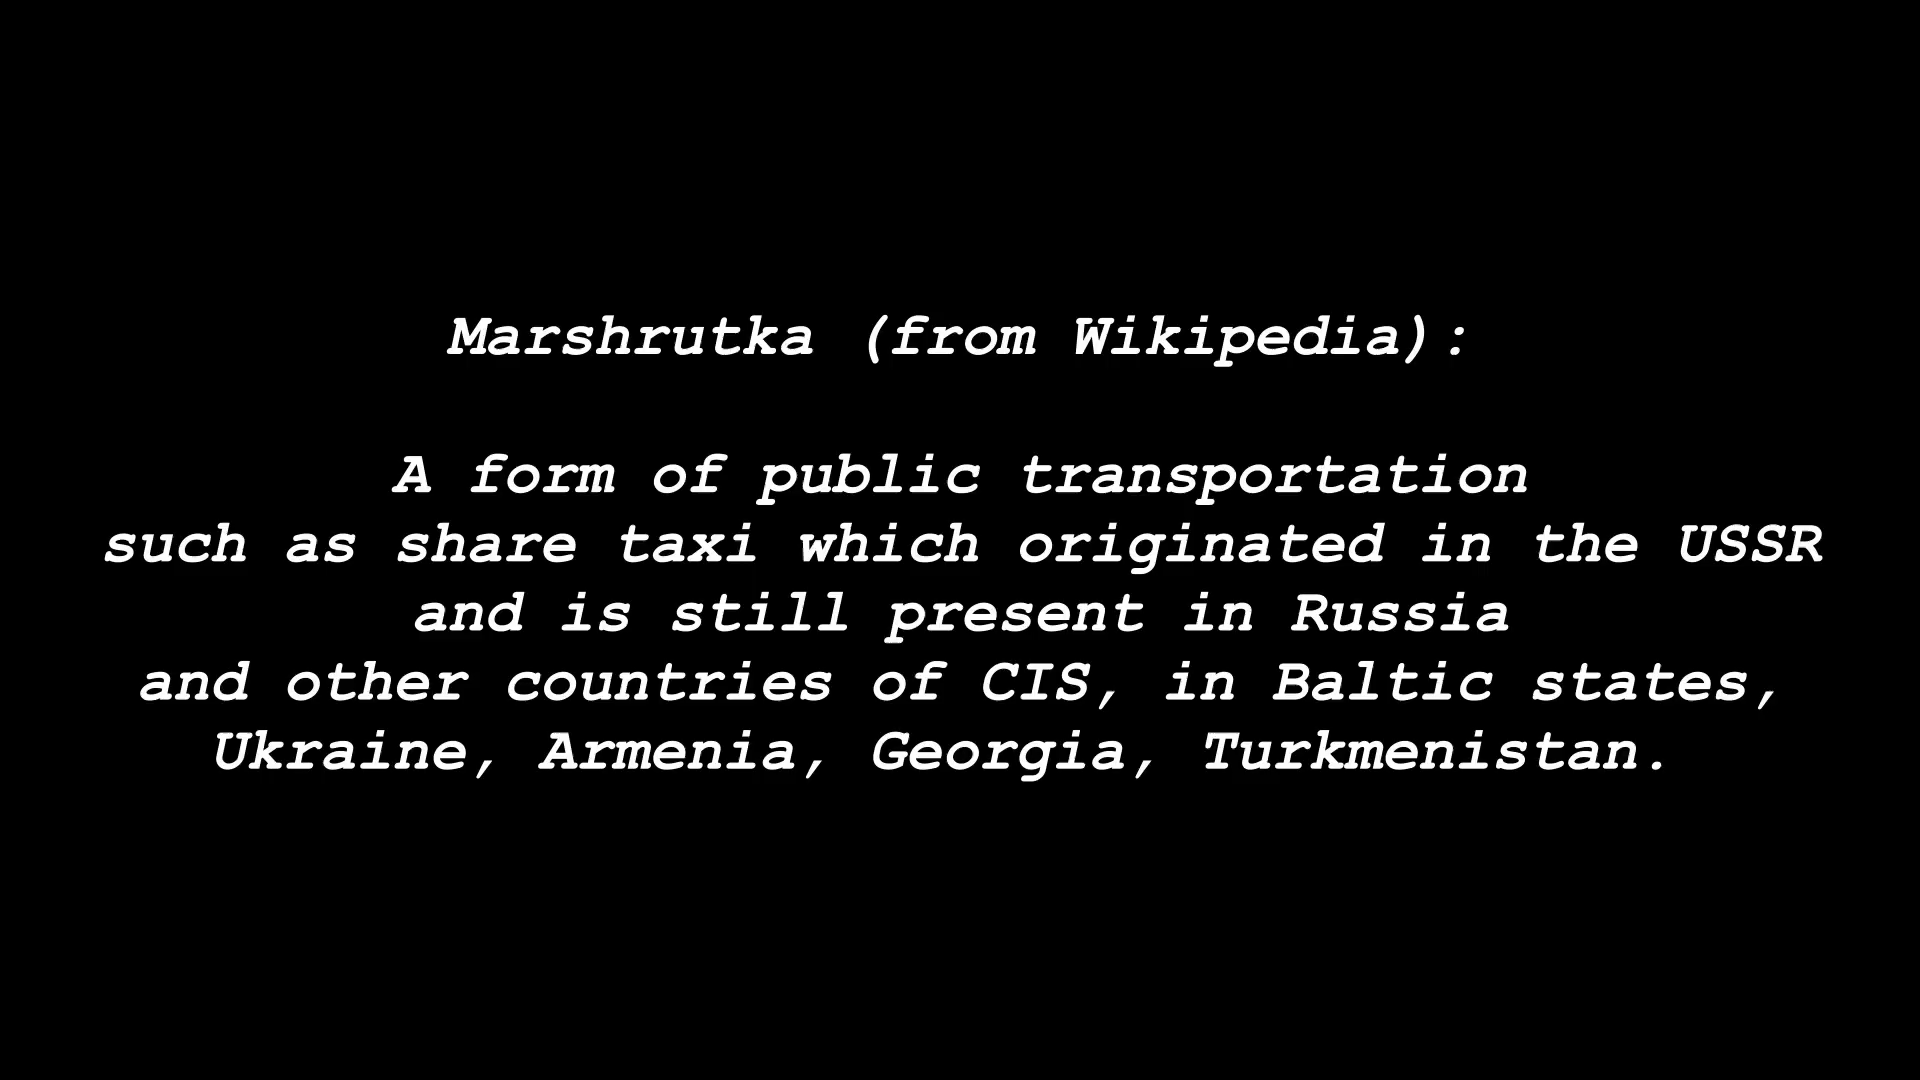 Marshrutka (from Wikipedia):
A form of public transportation
such as share taxi which originated in the USSR
and is still present in Russia
and other countries of CIS, in Baltic states,
Ukraine, Armenia, Georgia, Turkmenistan.